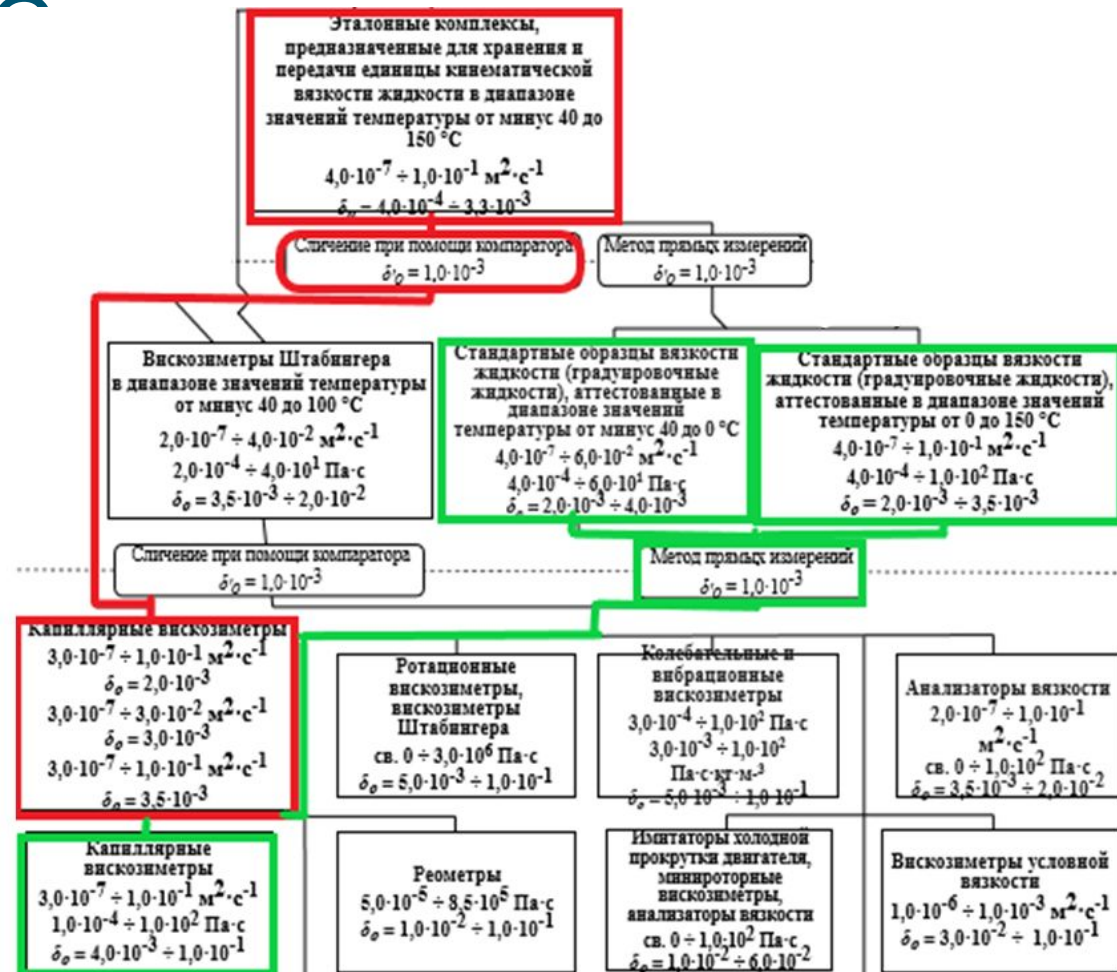 Эталонные комплексы,
предназначенные для хранения и
передачи единицы кинематической
вязкости жидкости в диапазоне
значений температуры от минус 40 до
150 °С
4,0·10⁻⁷ ÷ 1,0·10⁻¹ м²·с⁻¹
δₒ = 4,0·10⁻⁴ ÷ 3,3·10⁻³
Сличение при помощи компаратора
δ'Q = 1,0·10⁻³
Метод прямых измерений
δ'Q = 1,0·10⁻³
Вискозиметры Штабингера
в диапазоне значений температуры
от минус 40 до 100 °С
2,0·10⁻⁷ ÷ 4,0·10⁻² м²·с⁻¹
2,0·10⁻⁴ ÷ 4,0·10¹ Па·с
δₒ = 3,5·10⁻³ ÷ 2,0·10⁻²
Стандартные образцы вязкости
жидкости (градуировочные
жидкости), аттестованные в
диапазоне значений
температуры от минус 40 до 0 °С
4,0·10⁻⁷ ÷ 6,0·10⁻² м²·с⁻¹
4,0·10⁻⁴ ÷ 6,0·10¹ Па·с
δₒ = 2,0·10⁻³ ÷ 4,0·10⁻³
Стандартные образцы вязкости
жидкости (градуировочные жидкости),
аттестованные в диапазоне значений
температуры от 0 до 150 °С
4,0·10⁻⁷ ÷ 1,0·10⁻¹ м²·с⁻¹
4,0·10⁻⁴ ÷ 1,0·10² Па·с
δₒ = 2,0·10⁻³ ÷ 3,5·10⁻³
Сличение при помощи компаратора
δ'Q = 1,0·10⁻³
Метод прямых измерений
δ'Q = 1,0·10⁻³
Капиллярные вискозиметры
3,0·10⁻⁷ ÷ 1,0·10⁻¹ м²·с⁻¹
δₒ = 2,0·10⁻³
3,0·10⁻⁷ ÷ 3,0·10⁻² м²·с⁻¹
δₒ = 3,0·10⁻³
3,0·10⁻⁷ ÷ 1,0·10⁻¹ м²·с⁻¹
δₒ = 3,5·10⁻³
Ротационные
вискозиметры,
вискозиметры
Штабингера
св. 0 ÷ 3,0·10⁶ Па·с
δₒ = 5,0·10⁻³ ÷ 1,0·10⁻¹
Колебательные и
вибрационные
вискозиметры
3,0·10⁻⁴ ÷ 1,0·10² Па·с
3,0·10⁻³ ÷ 1,0·10²
Па·с·кг·м⁻³
δₒ = 5,0·10⁻³ ÷ 1,0·10⁻¹
Анализаторы вязкости
2,0·10⁻⁷ ÷ 1,0·10⁻¹
м²·с⁻¹
св. 0 ÷ 1,0·10² Па·с
δₒ = 3,5·10⁻³ ÷ 2,0·10⁻²
Капиллярные
вискозиметры
3,0·10⁻⁷ ÷ 1,0·10⁻¹ м²·с⁻¹
1,0·10⁻⁴ ÷ 1,0·10² Па·с
δₒ = 4,0·10⁻³ ÷ 1,0·10⁻¹
Реометры
5,0·10⁻⁵ ÷ 8,5·10⁵ Па·с
δₒ = 1,0·10⁻² ÷ 1,0·10⁻¹
Имитаторы холодной
прокрутки двигателя,
минироторные
вискозиметры,
анализаторы вязкости
св. 0 ÷ 1,0·10² Па·с
δₒ = 1,0·10⁻² ÷ 6,0·10⁻²
Вискозиметры условной
вязкости
1,0·10⁻⁶ ÷ 1,0·10⁻³ м²·с⁻¹
δₒ = 3,0·10⁻² ÷ 1,0·10⁻¹